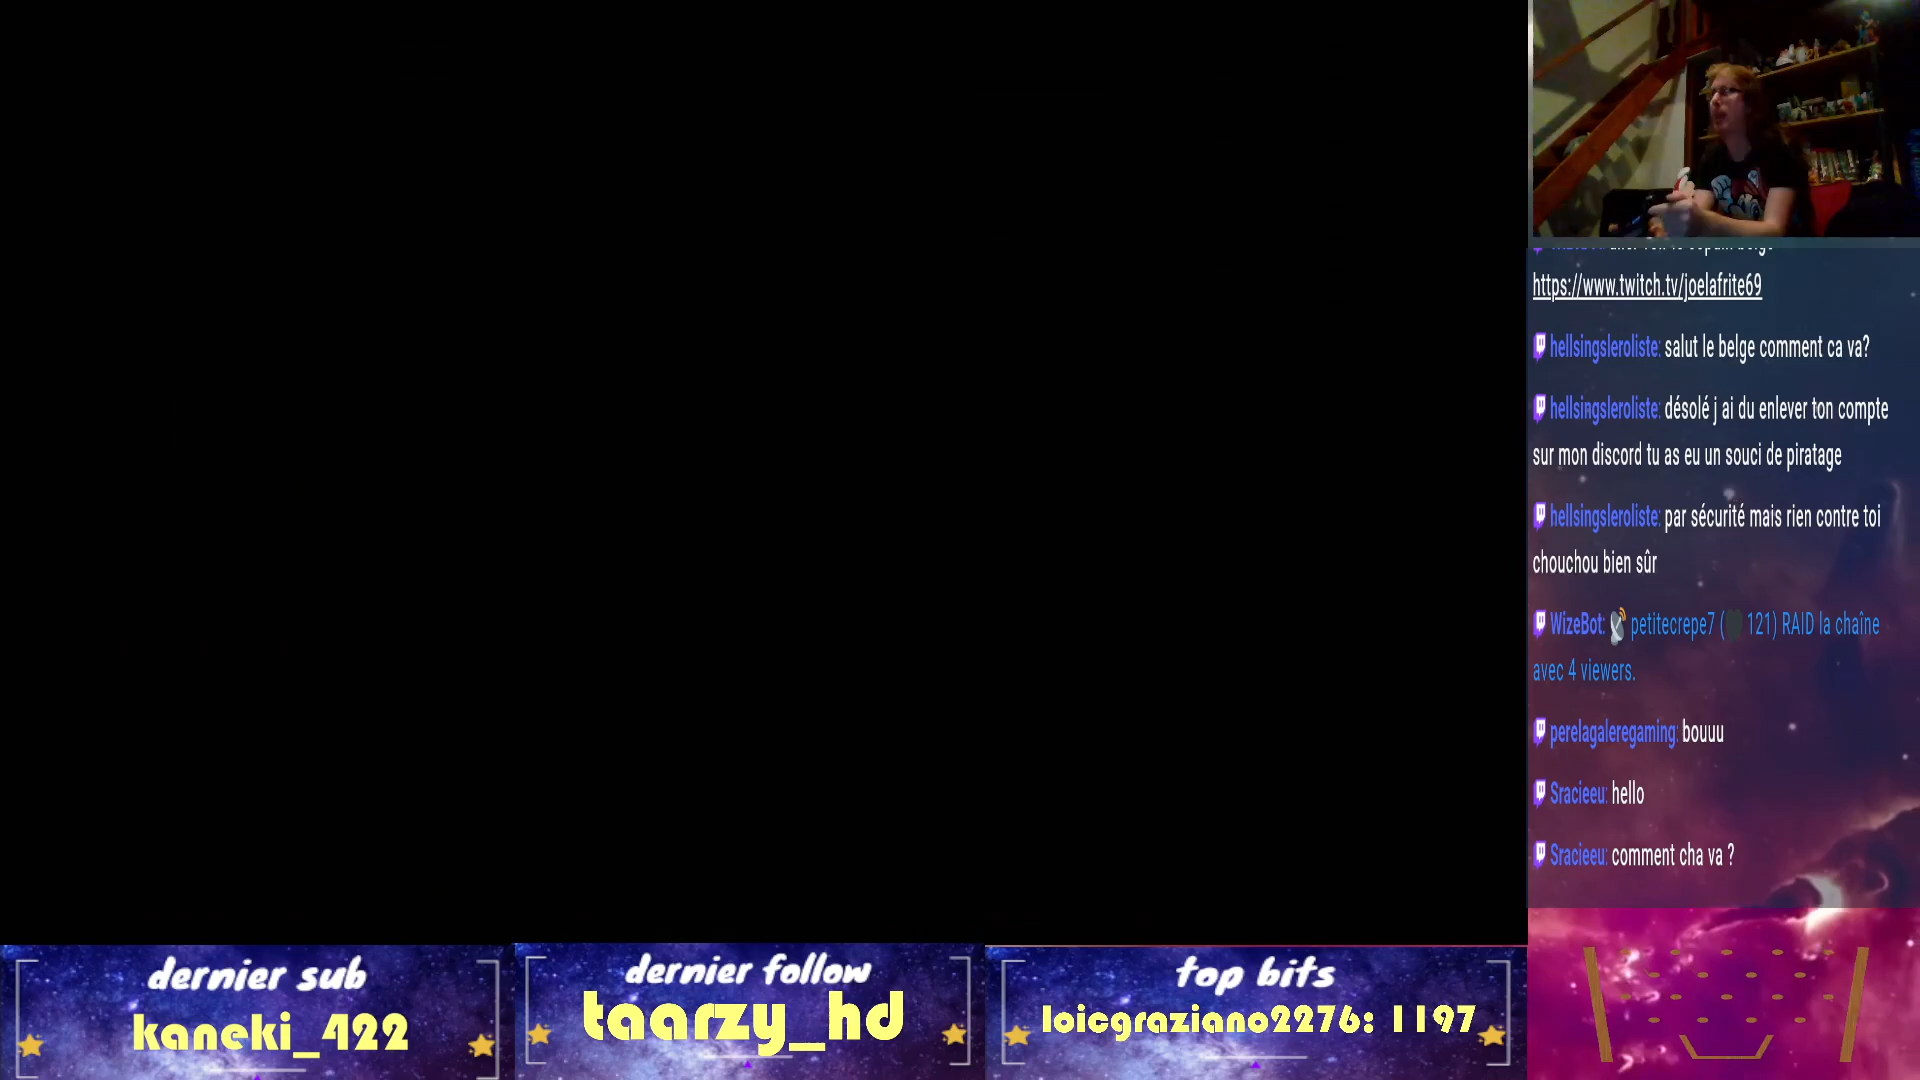 https://www.twitch.tv/joelafrite69
hellsingsleroliste: salut le belge comment ca va?
hellsingsleroliste: désolé j ai du enlever ton compte
sur mon discord tu as eu un souci de piratage
hellsingsleroliste: par sécurité mais rien contre toi
chouchou bien sûr
WizeBot: petitecrepe7 (🖤 121) RAID la chaîne
avec 4 viewers.
perelagaleregaming: bouuu
Sracieeu: hello
Sracieeu: comment cha va ?
dernier sub
kaneki_422
dernier follow
taarzy_hd
top bits
loicgraziano2276: 1197